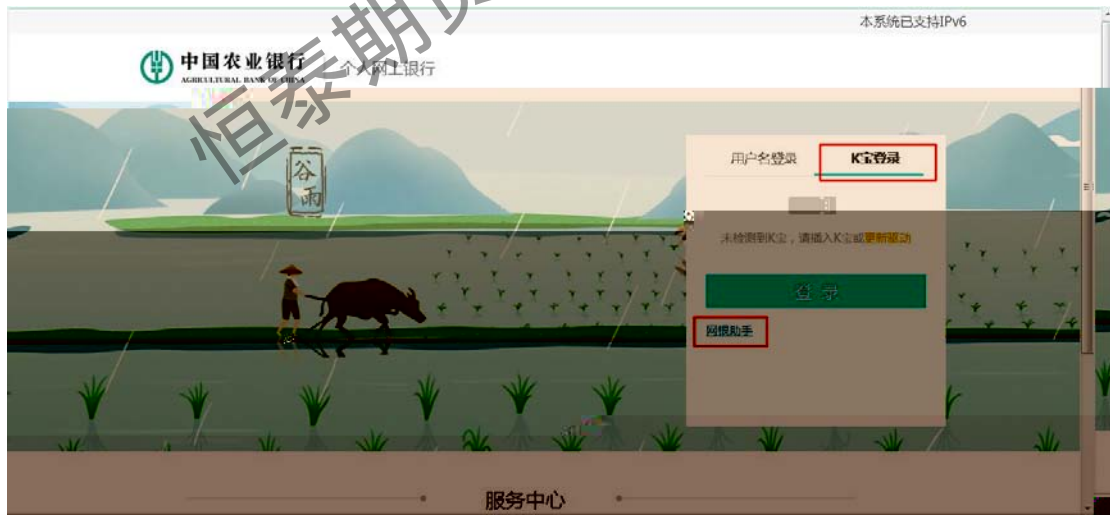 本系统已支持IPv6
中国农业银行
AGRICULTURAL BANK OF CHINA
个人网上银行
恒泰期
谷雨
用户名登录
K宝登录
未检测到K宝，请插入K宝或更新驱动
登 录
网银助手
服务中心